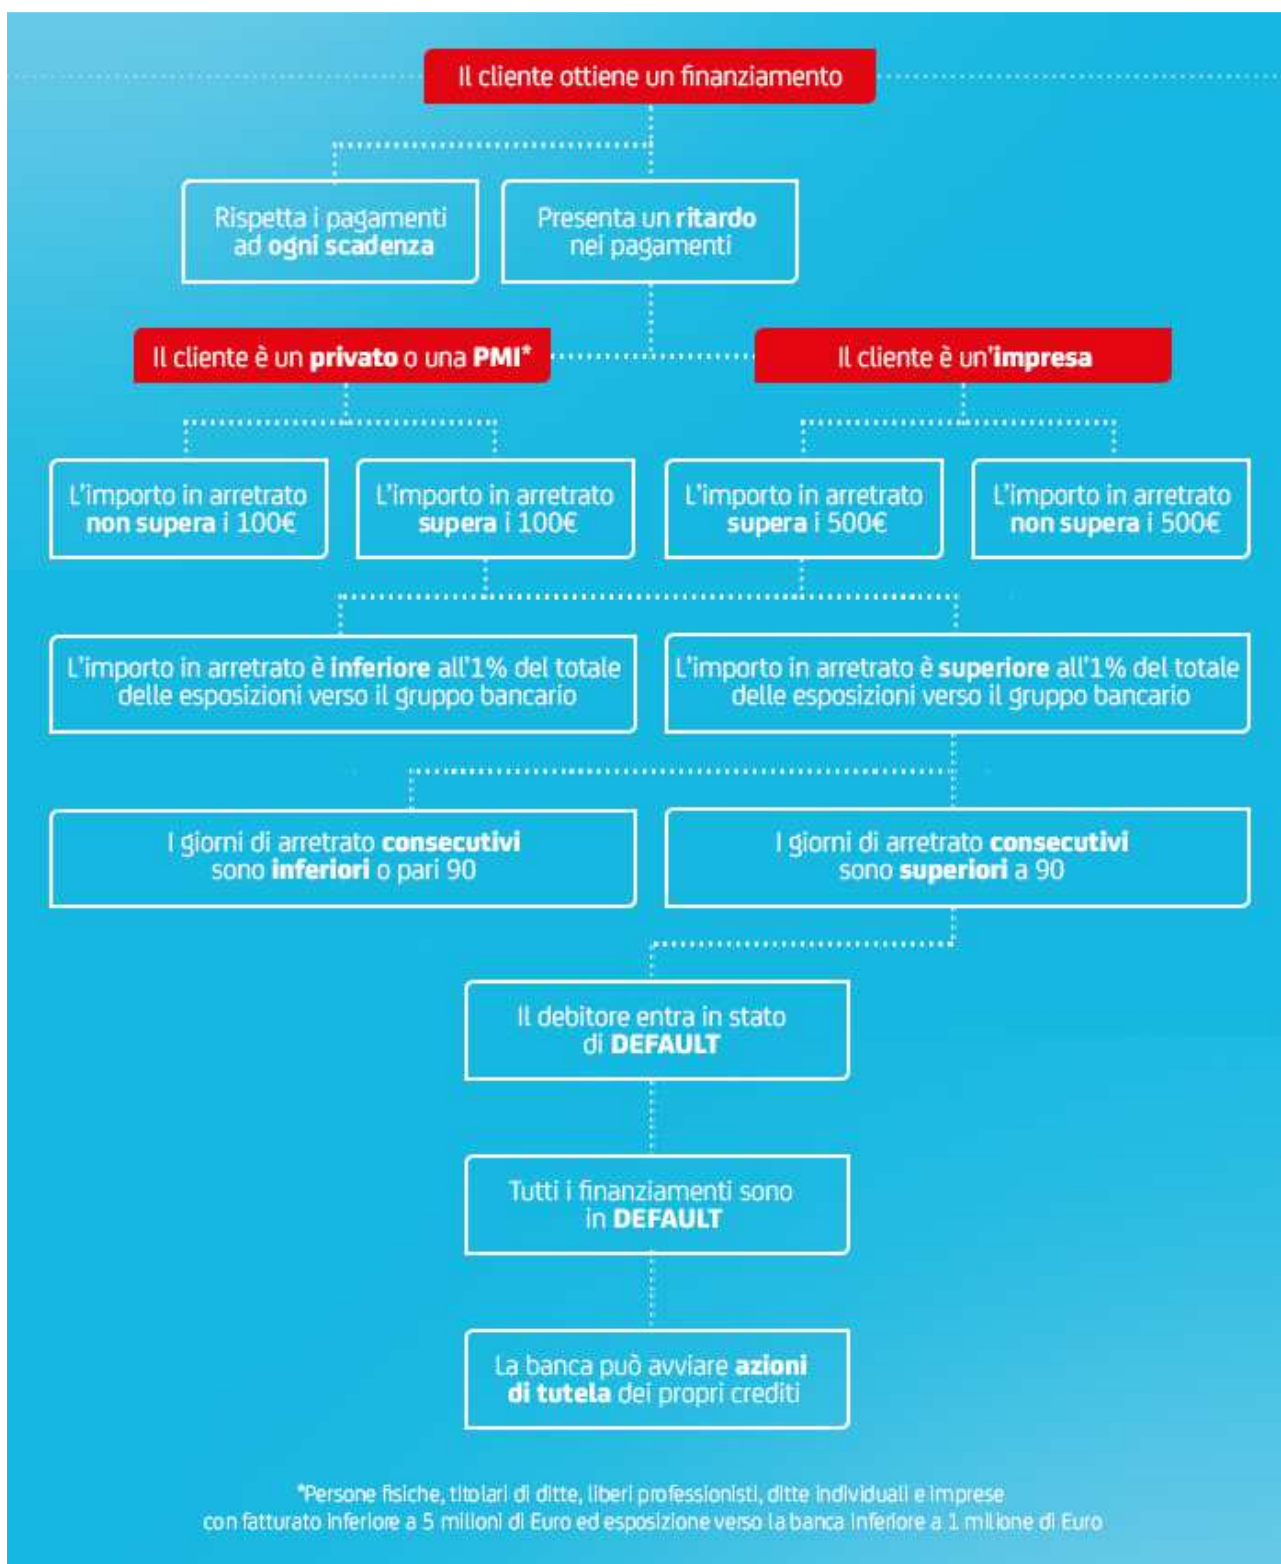 Il cliente ottiene un finanziamento
Rispetta i pagamenti
ad ogni scadenza
Presenta un ritardo
nei pagamenti
Il cliente è un privato o una PMI*
Il cliente è un'impresa
L'importo in arretrato
non supera i 100€
L'importo in arretrato
supera i 100€
L'importo in arretrato
supera i 500€
L'importo in arretrato
non supera i 500€
L'importo in arretrato è inferiore all'1% del totale
delle esposizioni verso il gruppo bancario
L'importo in arretrato è superiore all'1% del totale
delle esposizioni verso il gruppo bancario
I giorni di arretrato consecutivi
sono inferiori o pari 90
I giorni di arretrato consecutivi
sono superiori a 90
Il debitore entra in stato
di DEFAULT
Tutti i finanziamenti sono
in DEFAULT
La banca può avviare azioni
di tutela dei propri crediti
*Persone fisiche, titolari di ditte, liberi professionisti, ditte individuali e imprese
con fatturato inferiore a 5 milioni di Euro ed esposizione verso la banca inferiore a 1 milione di Euro